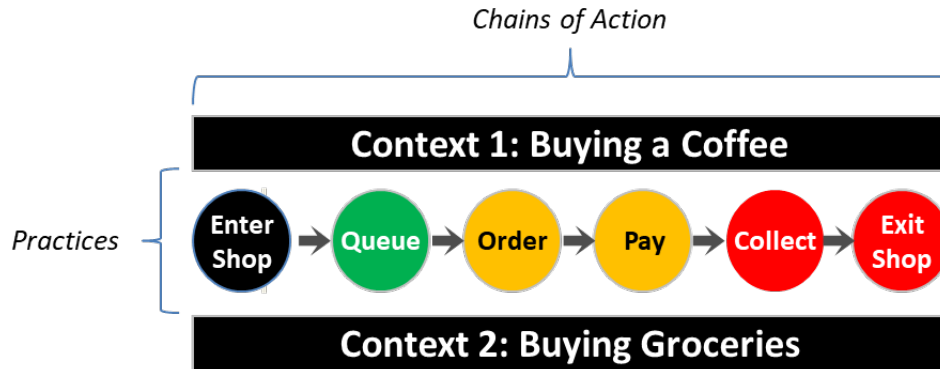 Chains of Action
Context 1: Buying a Coffee
Practices
Enter
Shop
Queue
Order
Pay
Collect
Exit
Shop
Context 2: Buying Groceries